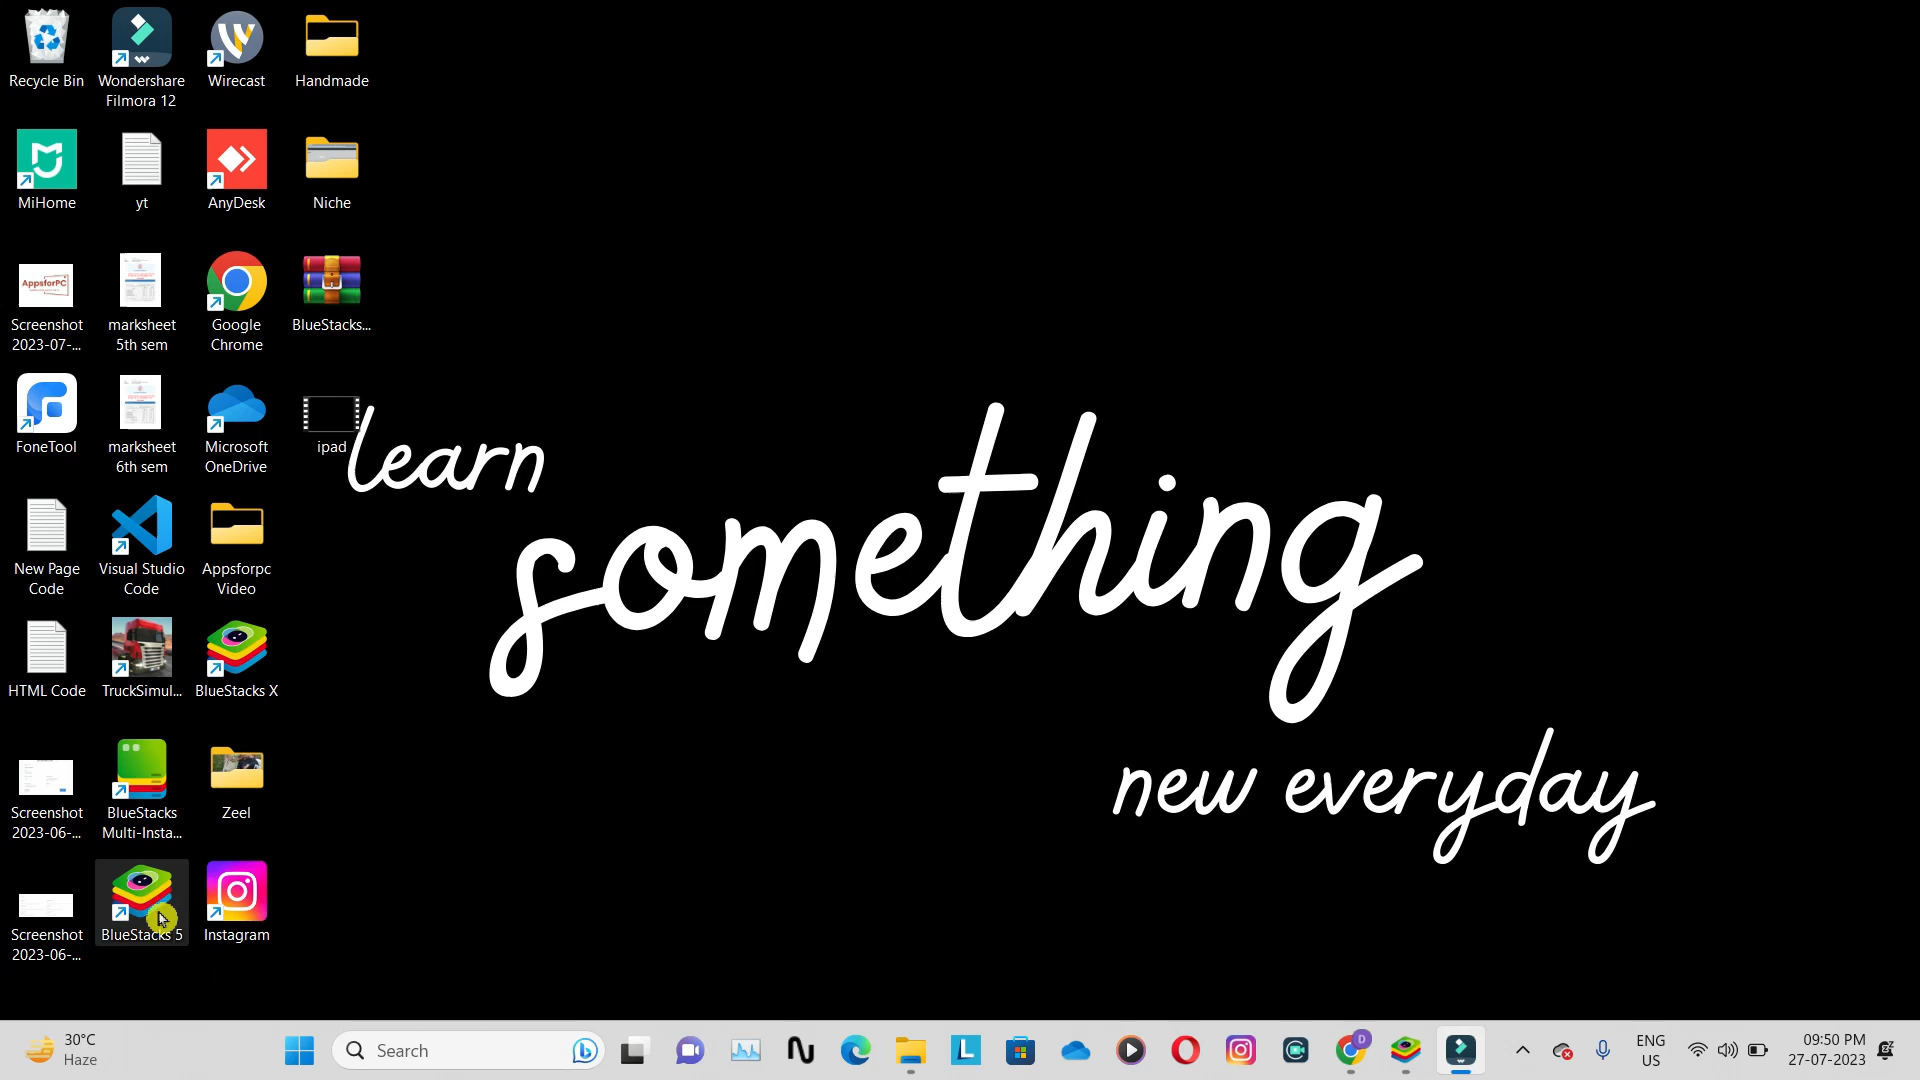 Recycle Bin
Wondershare
Filmora 12
Wirecast
Handmade
MiHome
yt
AnyDesk
Niche
AppsforPC
Screenshot
2023-07-...
marksheet
5th sem
Google
Chrome
BlueStacks...
FoneTool
marksheet
6th sem
Microsoft
OneDrive
ipad
learn
something
new everyday
New Page
Code
Visual Studio
Code
Appsforpc
Video
HTML Code
TruckSimul...
BlueStacks X
Screenshot
2023-06-...
BlueStacks
Multi-Insta...
Zeel
Screenshot
2023-06-...
BlueStacks 5
Instagram
30°C
Haze
Search
D
ENG
US
09:50 PM
27-07-2023